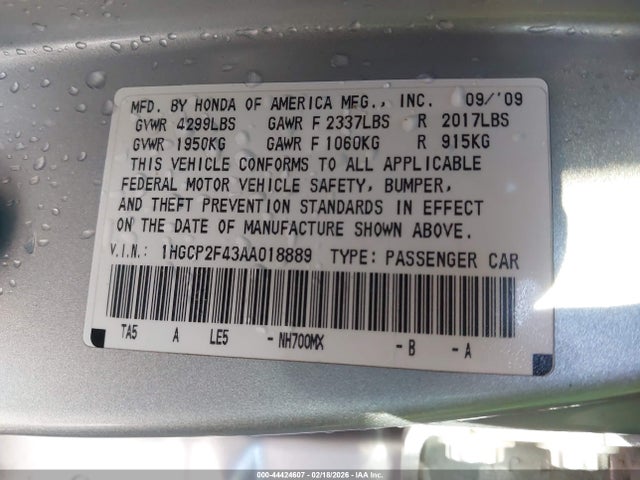 MFD. BY HONDA OF AMERICA MFG., INC. 09/'09
GVWR 4299LBS GAWR F 2337LBS R 2017LBS
GVWR 1950KG GAWR F 1060KG R 915KG
THIS VEHICLE CONFORMS TO ALL APPLICABLE
FEDERAL MOTOR VEHICLE SAFETY, BUMPER,
AND THEFT PREVENTION STANDARDS IN EFFECT
ON THE DATE OF MANUFACTURE SHOWN ABOVE.
V.I.N.: 1HGCP2F43AA018889 TYPE: PASSENGER CAR
TA5 A LE5 -NH700MX -B -A
000-44424607 - 02/18/2026 - IAA Inc.